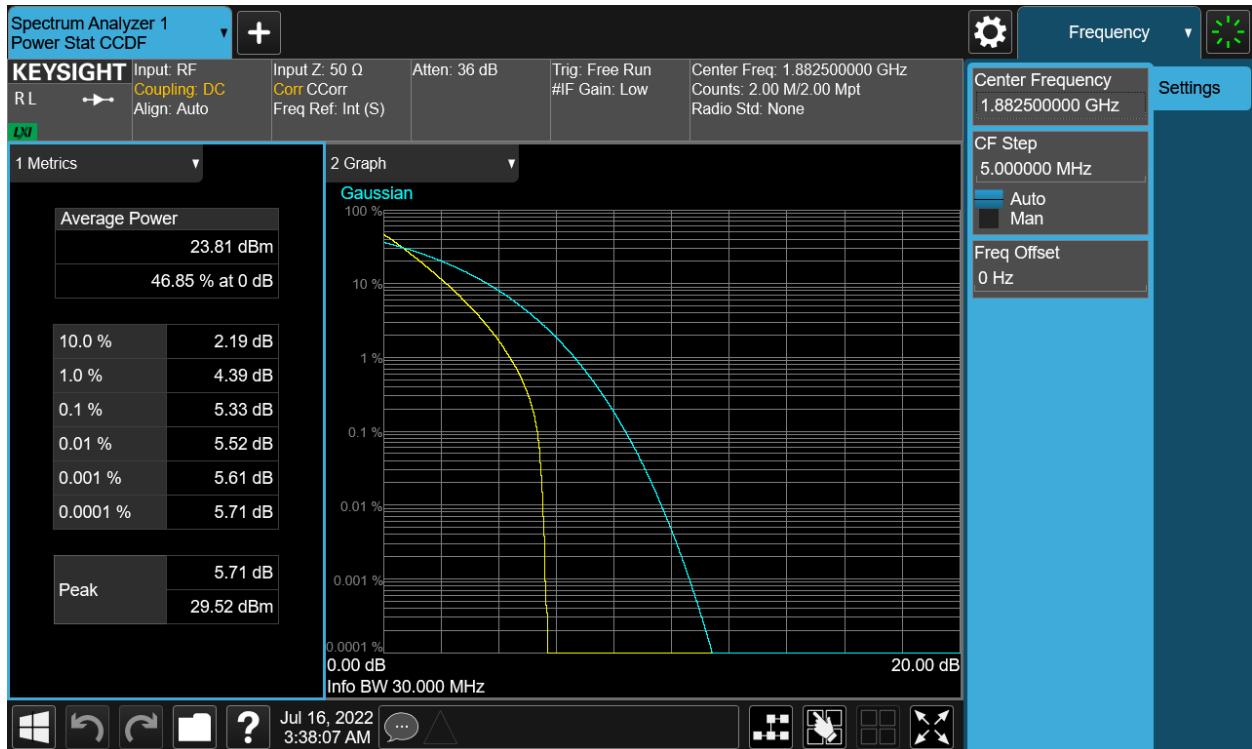 Spectrum Analyzer 1
Power Stat CCDF
▼
+
Frequency
▼
KEYSIGHT
RL
LXI
Input: RF
Coupling: DC
Align: Auto
Input Z: 50 Ω
Corr CCorr
Freq Ref: Int (S)
Atten: 36 dB
Trig: Free Run
#IF Gain: Low
Center Freq: 1.882500000 GHz
Counts: 2.00 M/2.00 Mpt
Radio Std: None
Center Frequency
1.882500000 GHz
Settings
CF Step
5.000000 MHz
Auto
Man
Freq Offset
0 Hz
1 Metrics
▼
Average Power
23.81 dBm
46.85 % at 0 dB
10.0 % 2.19 dB
1.0 % 4.39 dB
0.1 % 5.33 dB
0.01 % 5.52 dB
0.001 % 5.61 dB
0.0001 % 5.71 dB
Peak
5.71 dB
29.52 dBm
2 Graph
▼
Gaussian
100 %
10 %
1 %
0.1 %
0.01 %
0.001 %
0.0001 %
0.00 dB
20.00 dB
Info BW 30.000 MHz
?
Jul 16, 2022
3:38:07 AM